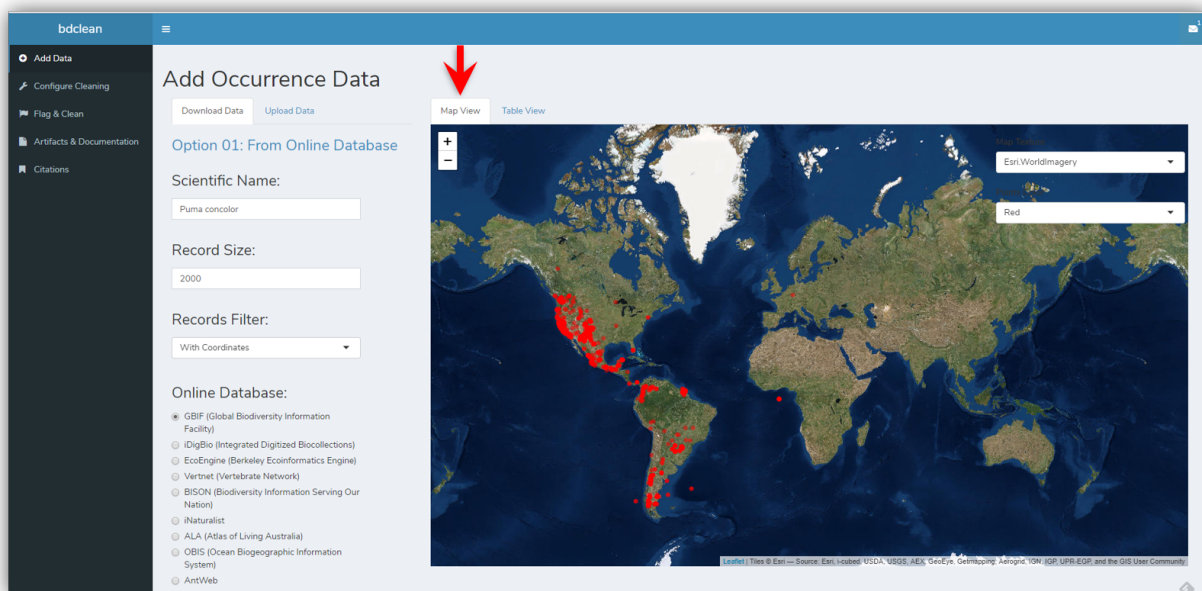 bdclean
1
Add Data
Configure Cleaning
Flag & Clean
Artifacts & Documentation
Citations
Add Occurrence Data
Download Data
Upload Data
Option 01: From Online Database
Scientific Name:
Puma concolor
Record Size:
2000
Records Filter:
With Coordinates
Online Database:
GBIF (Global Biodiversity Information
Facility)
iDigBio (Integrated Digitized Biocollections)
EcoEngine (Berkeley Ecoinformatics Engine)
Vertnet (Vertebrate Network)
BISON (Biodiversity Information Serving Our
Nation)
iNaturalist
ALA (Atlas of Living Australia)
OBIS (Ocean Biogeographic Information
System)
AntWeb
Map View
Table View
+
−
Map Texture
Esri.WorldImagery
Red
Leaflet | Tiles © Esri — Source: Esri, i-cubed, USDA, USGS, AEX, GeoEye, Getmapping, Aerogrid, IGN, IGP, UPR-EGP, and the GIS User Community